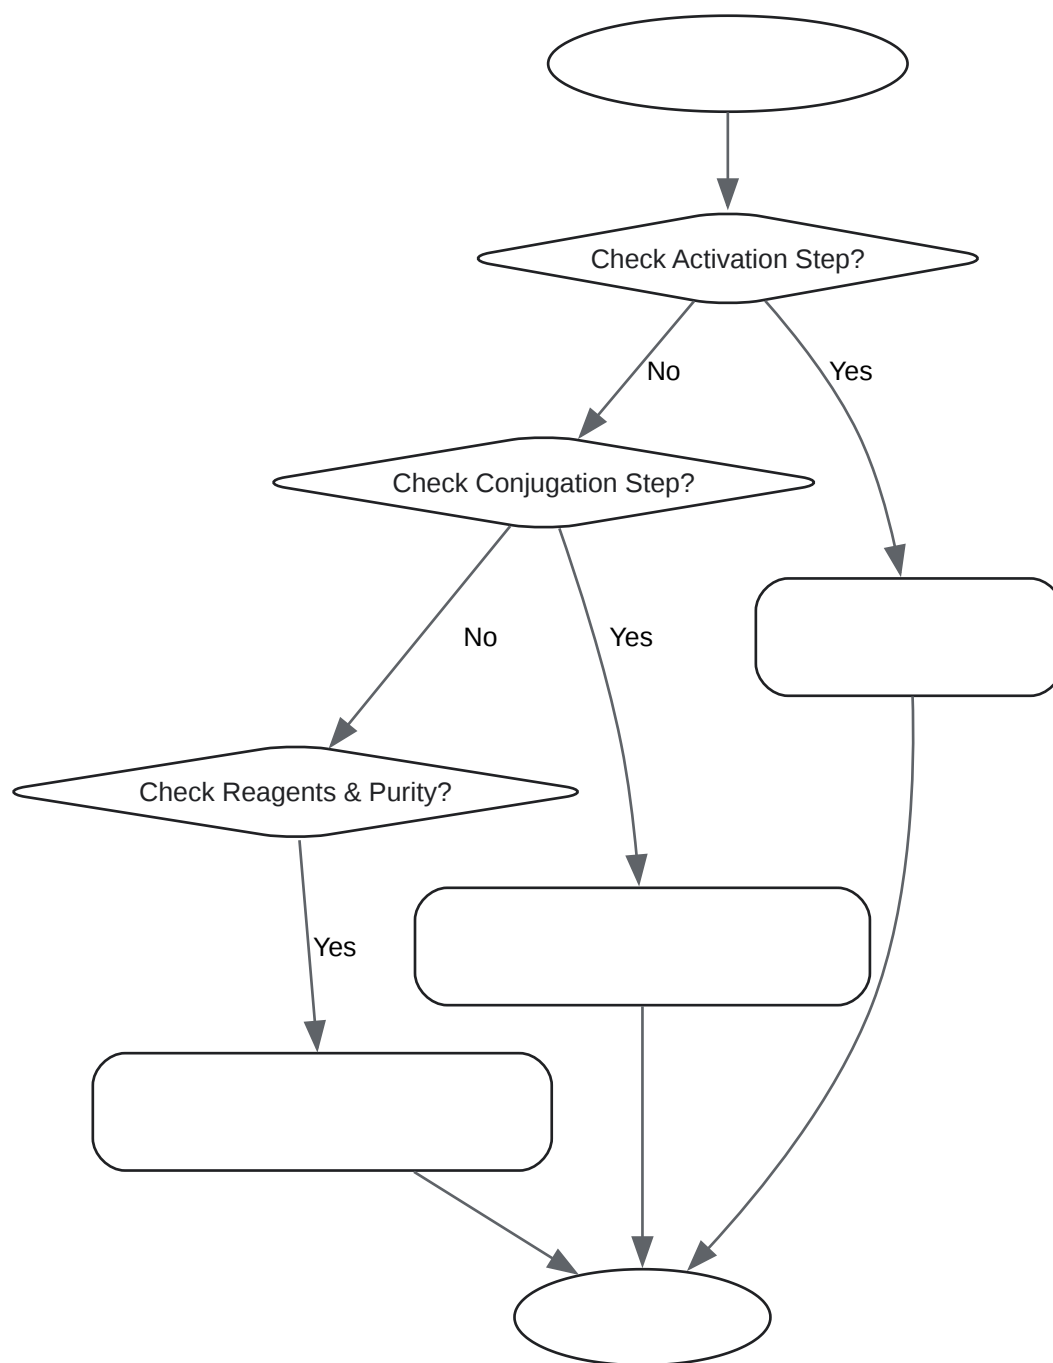 Check Activation Step?
No
Yes
Check Conjugation Step?
No
Yes
Check Reagents & Purity?
Yes